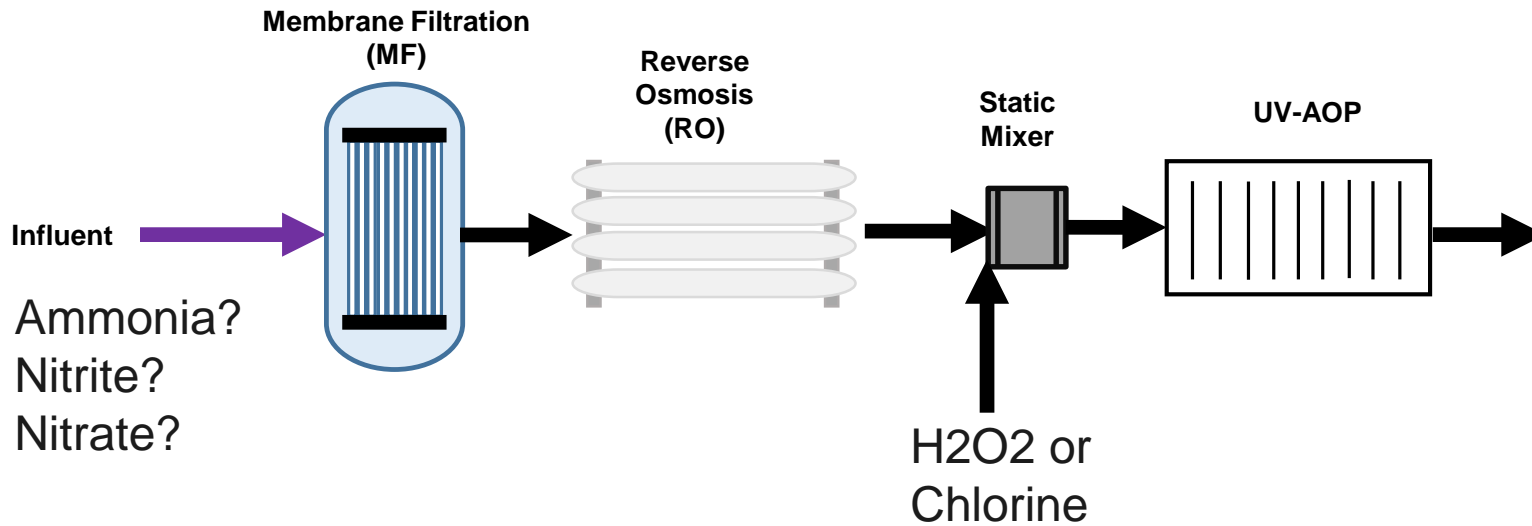 Membrane Filtration
(MF)
Reverse
Osmosis
(RO)
Static
Mixer
UV-AOP
Influent
Ammonia?
Nitrite?
Nitrate?
H2O2 or
Chlorine